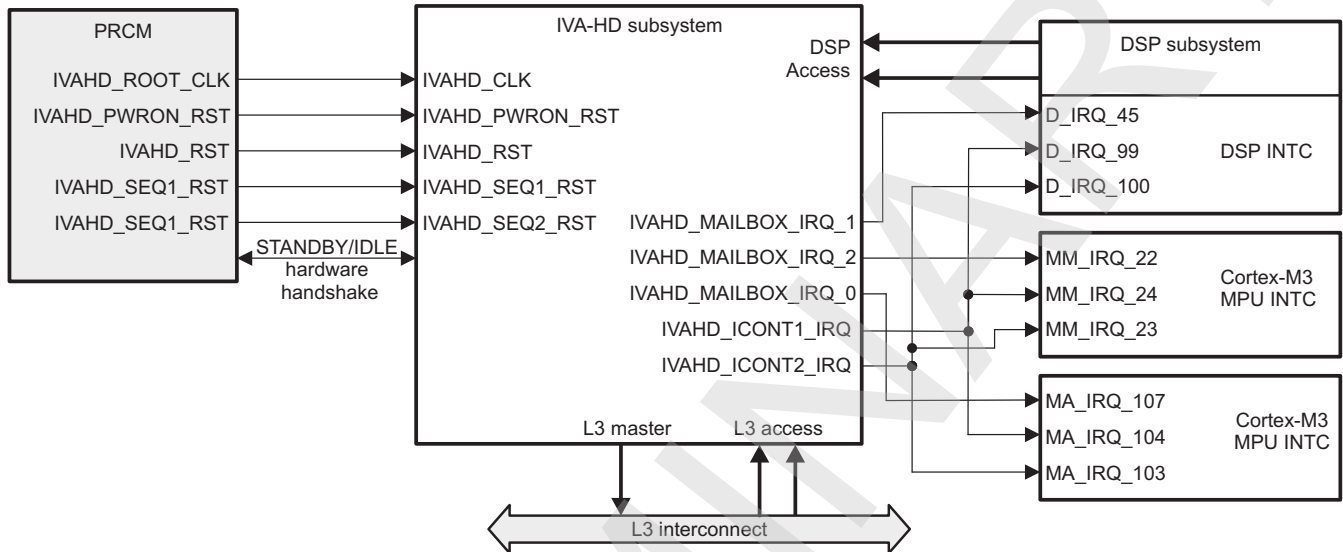 PRCM
IVAHD_ROOT_CLK
IVAHD_PWRON_RST
IVAHD_RST
IVAHD_SEQ1_RST
IVAHD_SEQ1_RST
STANDBY/IDLE
hardware
handshake
IVA-HD subsystem
IVAHD_CLK
IVAHD_PWRON_RST
IVAHD_RST
IVAHD_SEQ1_RST
IVAHD_SEQ2_RST
DSP
Access
IVAHD_MAILBOX_IRQ_1
IVAHD_MAILBOX_IRQ_2
IVAHD_MAILBOX_IRQ_0
IVAHD_ICONT1_IRQ
IVAHD_ICONT2_IRQ
L3 master
L3 access
L3 interconnect
DSP subsystem
D_IRQ_45
D_IRQ_99
D_IRQ_100
DSP INTC
MM_IRQ_22
MM_IRQ_24
MM_IRQ_23
Cortex-M3
MPU INTC
MA_IRQ_107
MA_IRQ_104
MA_IRQ_103
Cortex-M3
MPU INTC